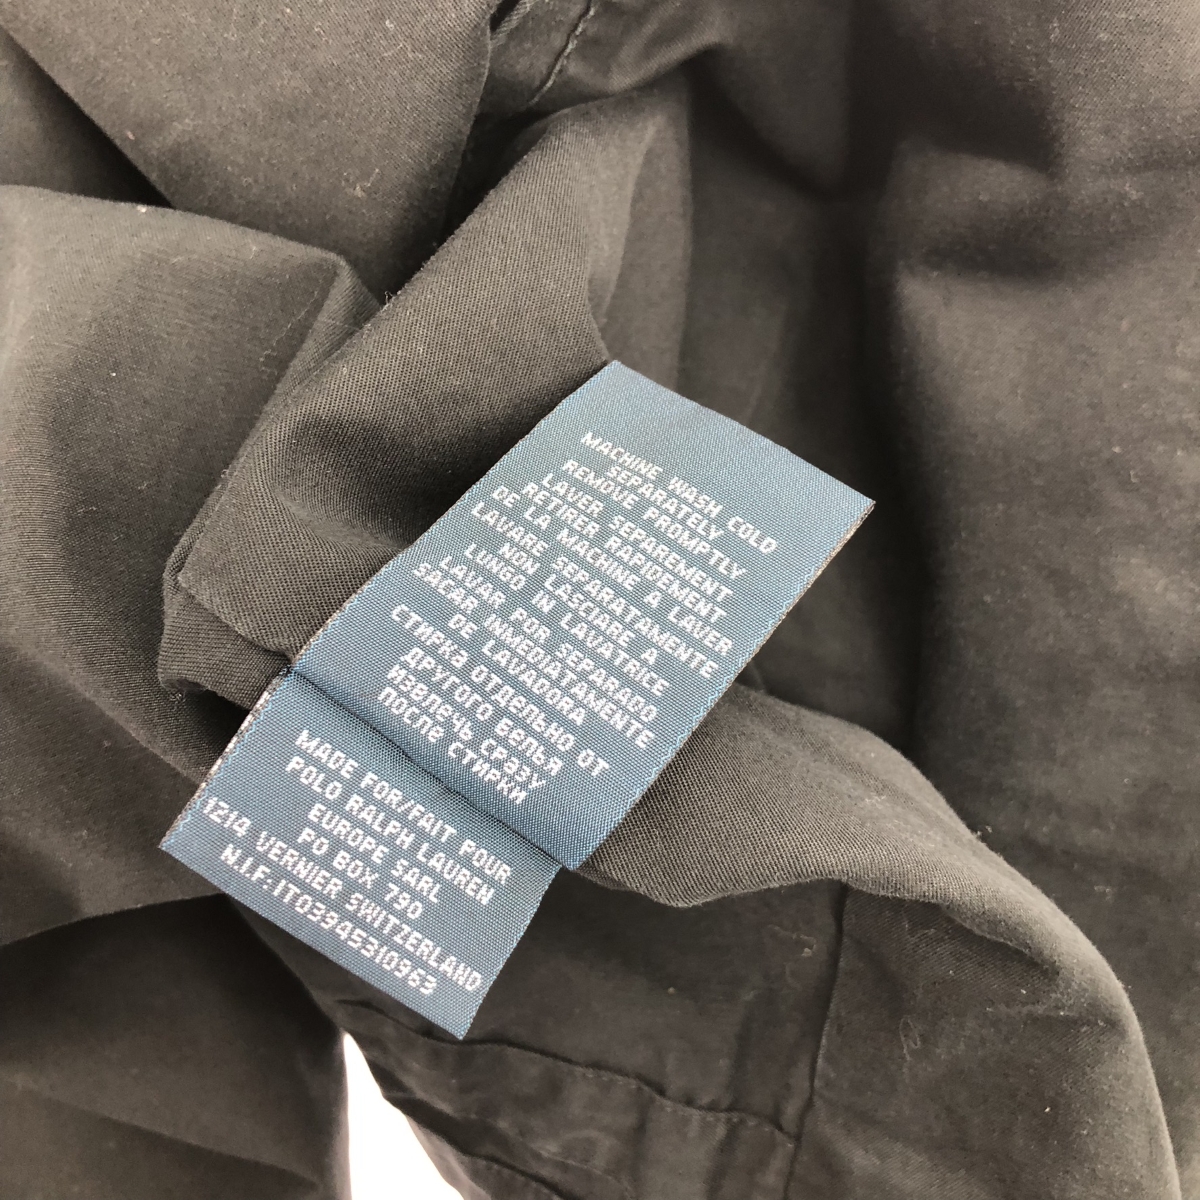 MACHINE WASH COLD
SEPARATELY
REMOVE PROMPTLY
LAVER SEPAREMENT
RETIRER RAPIDEMENT
DE LA MACHINE A LAVER
LAVARE SEPARATAMENTE
NON LASCIARE A
LUNGO IN LAVATRICE
LAVAR POR SEPARADO
SACAR INMEDIATAMENTE
DE LAVADORA
СТИРКА ОТДЕЛЬНО ОТ
ДРУГОГО БЕЛЬЯ
ИЗВЛЕЧЬ СРАЗУ
ПОСЛЕ СТИРКИ
MADE FOR/FAIT POUR
POLO RALPH LAUREN
EUROPE SARL
PO BOX 790
1214 VERNIER SWITZERLAND
N.I.F: IT03945310963